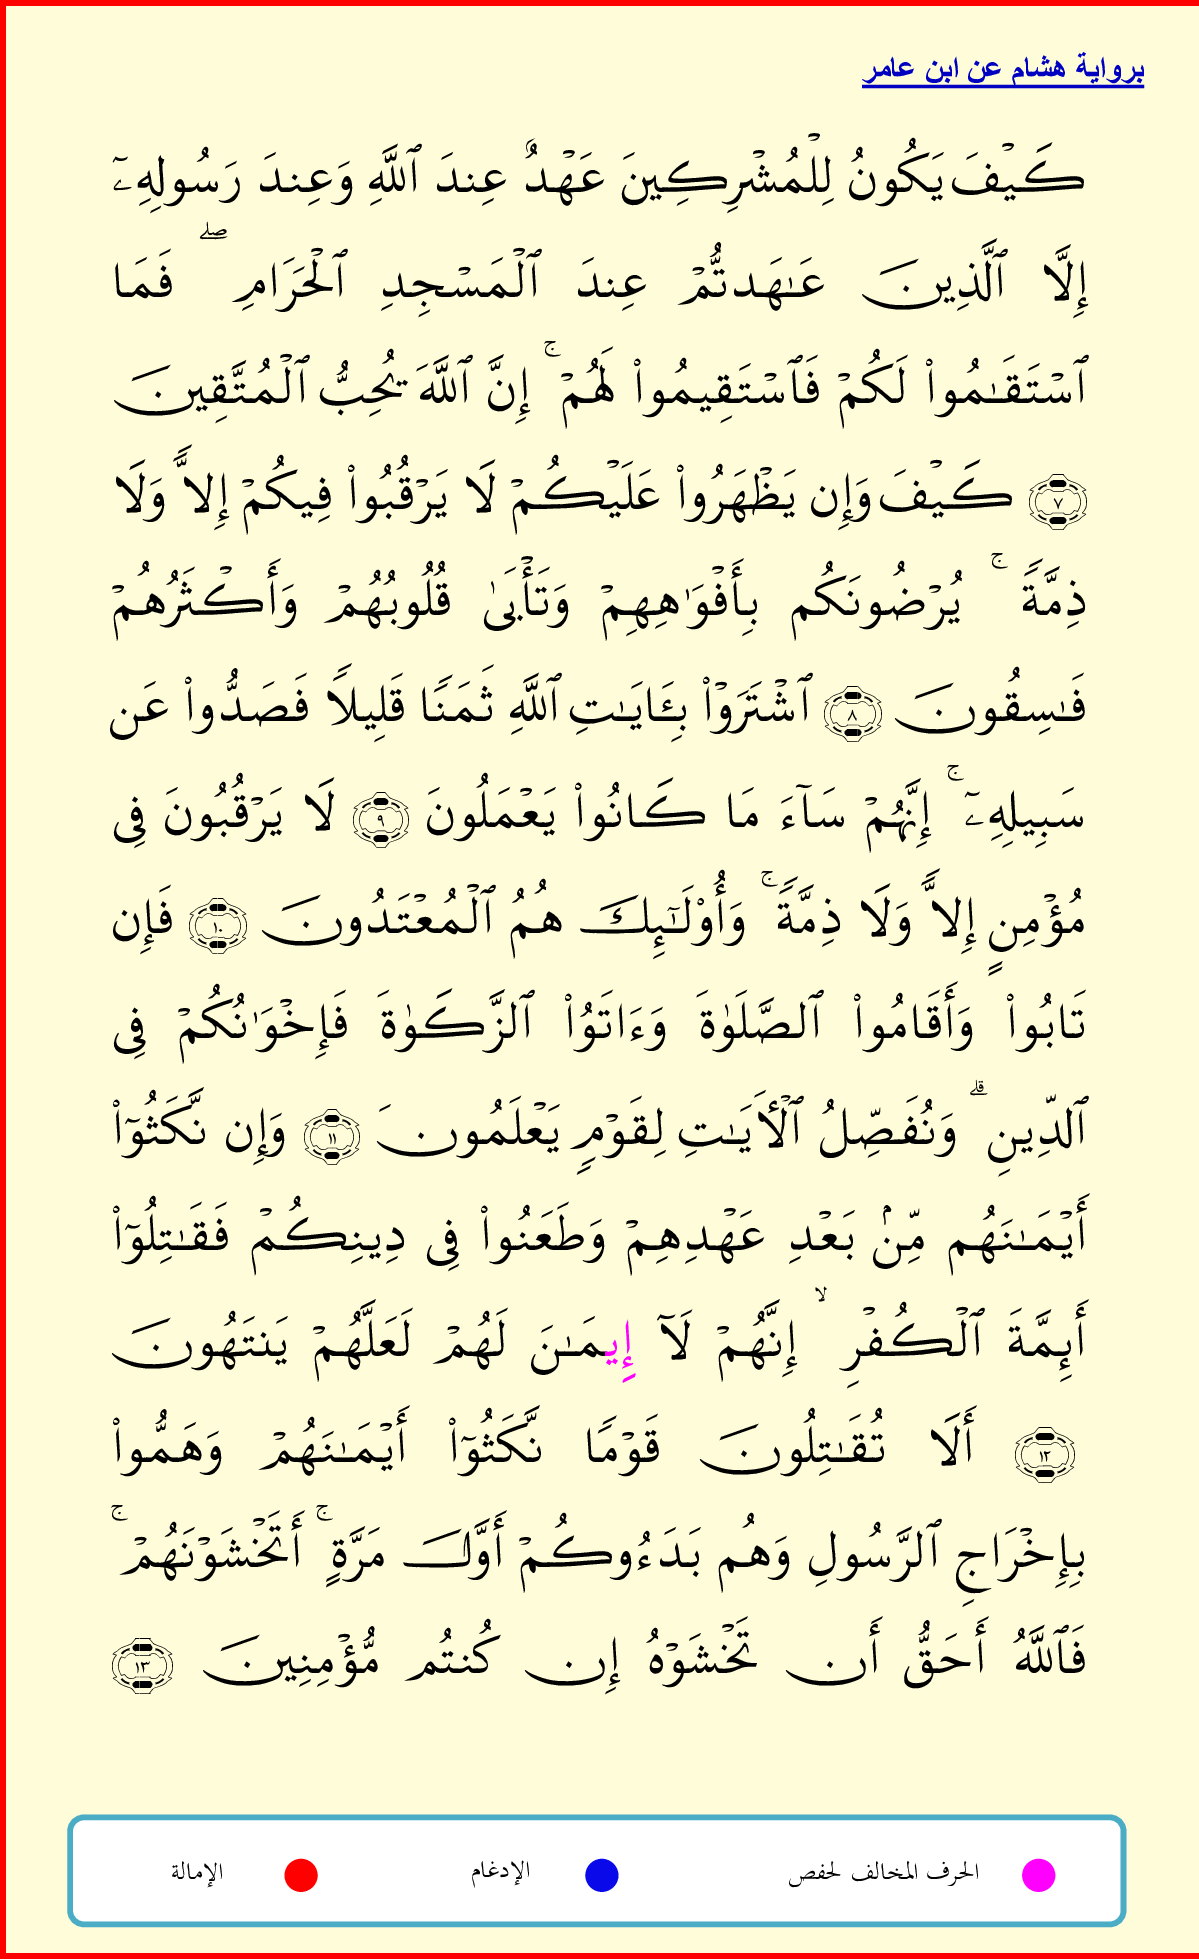 برواية هشام عن ابن عامر
كَيۡفَ يَكُونُ لِلۡمُشۡرِكِينَ عَهۡدٌ عِندَ ٱللَّهِ وَعِندَ رَسُولِهِۦٓ
إِلَّا ٱلَّذِينَ عَٰهَدتُّمۡ عِندَ ٱلۡمَسۡجِدِ ٱلۡحَرَامِۖ فَمَا
ٱسۡتَقَٰمُواْ لَكُمۡ فَٱسۡتَقِيمُواْ لَهُمۡۚ إِنَّ ٱللَّهَ يُحِبُّ ٱلۡمُتَّقِينَ
٧ كَيۡفَ وَإِن يَظۡهَرُواْ عَلَيۡكُمۡ لَا يَرۡقُبُواْ فِيكُمۡ إِلّٗا وَلَا
ذِمَّةٗۚ يُرۡضُونَكُم بِأَفۡوَٰهِهِمۡ وَتَأۡبَىٰ قُلُوبُهُمۡ وَأَكۡثَرُهُمۡ
فَٰسِقُونَ ٨ ٱشۡتَرَوۡاْ بِـَٔايَٰتِ ٱللَّهِ ثَمَنٗا قَلِيلٗا فَصَدُّواْ عَن
سَبِيلِهِۦٓۚ إِنَّهُمۡ سَآءَ مَا كَانُواْ يَعۡمَلُونَ ٩ لَا يَرۡقُبُونَ فِي
مُؤۡمِنٍ إِلّٗا وَلَا ذِمَّةٗۚ وَأُوْلَٰٓئِكَ هُمُ ٱلۡمُعۡتَدُونَ ١٠ فَإِن
تَابُواْ وَأَقَامُواْ ٱلصَّلَوٰةَ وَءَاتَوُاْ ٱلزَّكَوٰةَ فَإِخۡوَٰنُكُمۡ فِي
ٱلدِّينِۗ وَنُفَصِّلُ ٱلۡأٓيَٰتِ لِقَوۡمٖ يَعۡلَمُونَ ١١ وَإِن نَّكَثُوٓاْ
أَيۡمَٰنَهُم مِّنۢ بَعۡدِ عَهۡدِهِمۡ وَطَعَنُواْ فِي دِينِكُمۡ فَقَٰتِلُوٓاْ
أَئِمَّةَ ٱلۡكُفۡرِۙ إِنَّهُمۡ لَآ إِيمَٰنَ لَهُمۡ لَعَلَّهُمۡ يَنتَهُونَ
١٢ أَلَا تُقَٰتِلُونَ قَوۡمٗا نَّكَثُوٓاْ أَيۡمَٰنَهُمۡ وَهَمُّواْ
بِإِخۡرَاجِ ٱلرَّسُولِ وَهُم بَدَءُوكُمۡ أَوَّلَ مَرَّةٍۚ أَتَخۡشَوۡنَهُمۡۚ
فَٱللَّهُ أَحَقُّ أَن تَخۡشَوۡهُ إِن كُنتُم مُّؤۡمِنِينَ ١٣
الحرف المخالف لحفص الإدغام الإمالة